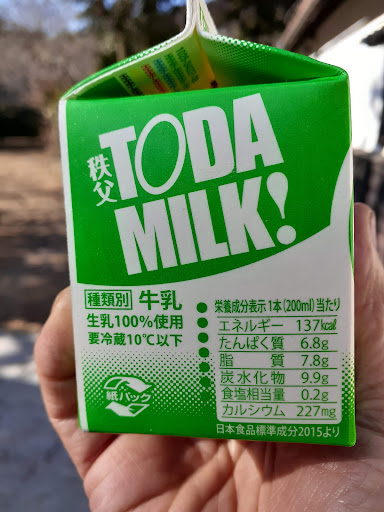 秩父
TODA
MILK!
種類別 牛乳
生乳100%使用
要冷蔵10℃以下
紙パック
栄養成分表示 1本(200ml)当たり
エネルギー 137kcal
たんぱく質 6.8g
脂質 7.8g
炭水化物 9.9g
食塩相当量 0.2g
カルシウム 227mg
日本食品標準成分2015より